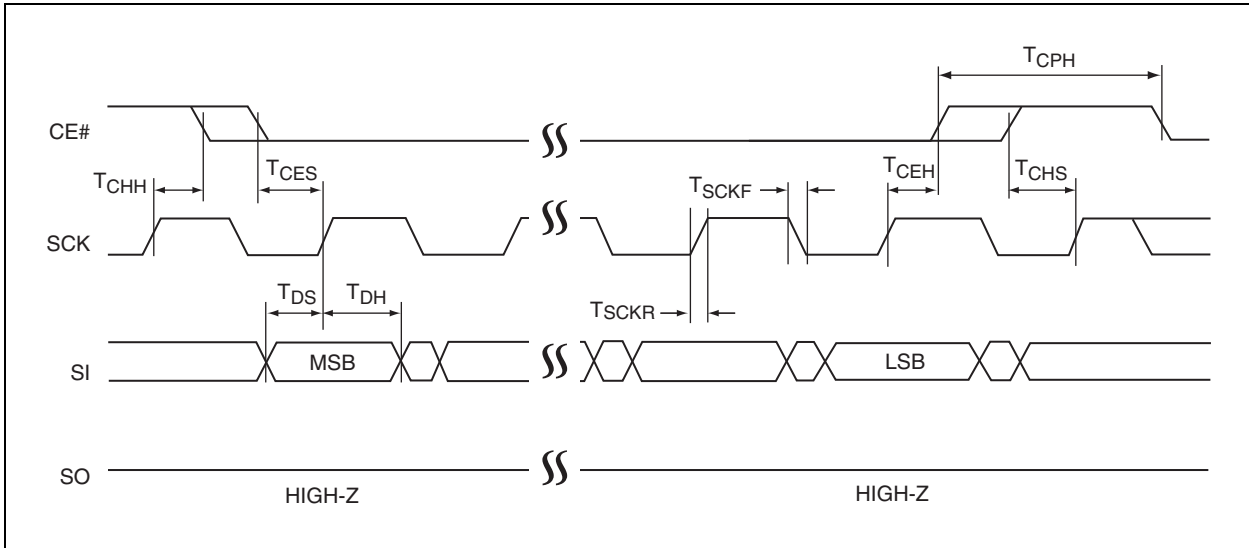 TCPH
CE#
TCHH
TCES
TSCKF
TCEH
TCHS
SCK
TDS
TDH
TSCKR
SI
MSB
LSB
SO
HIGH-Z
HIGH-Z